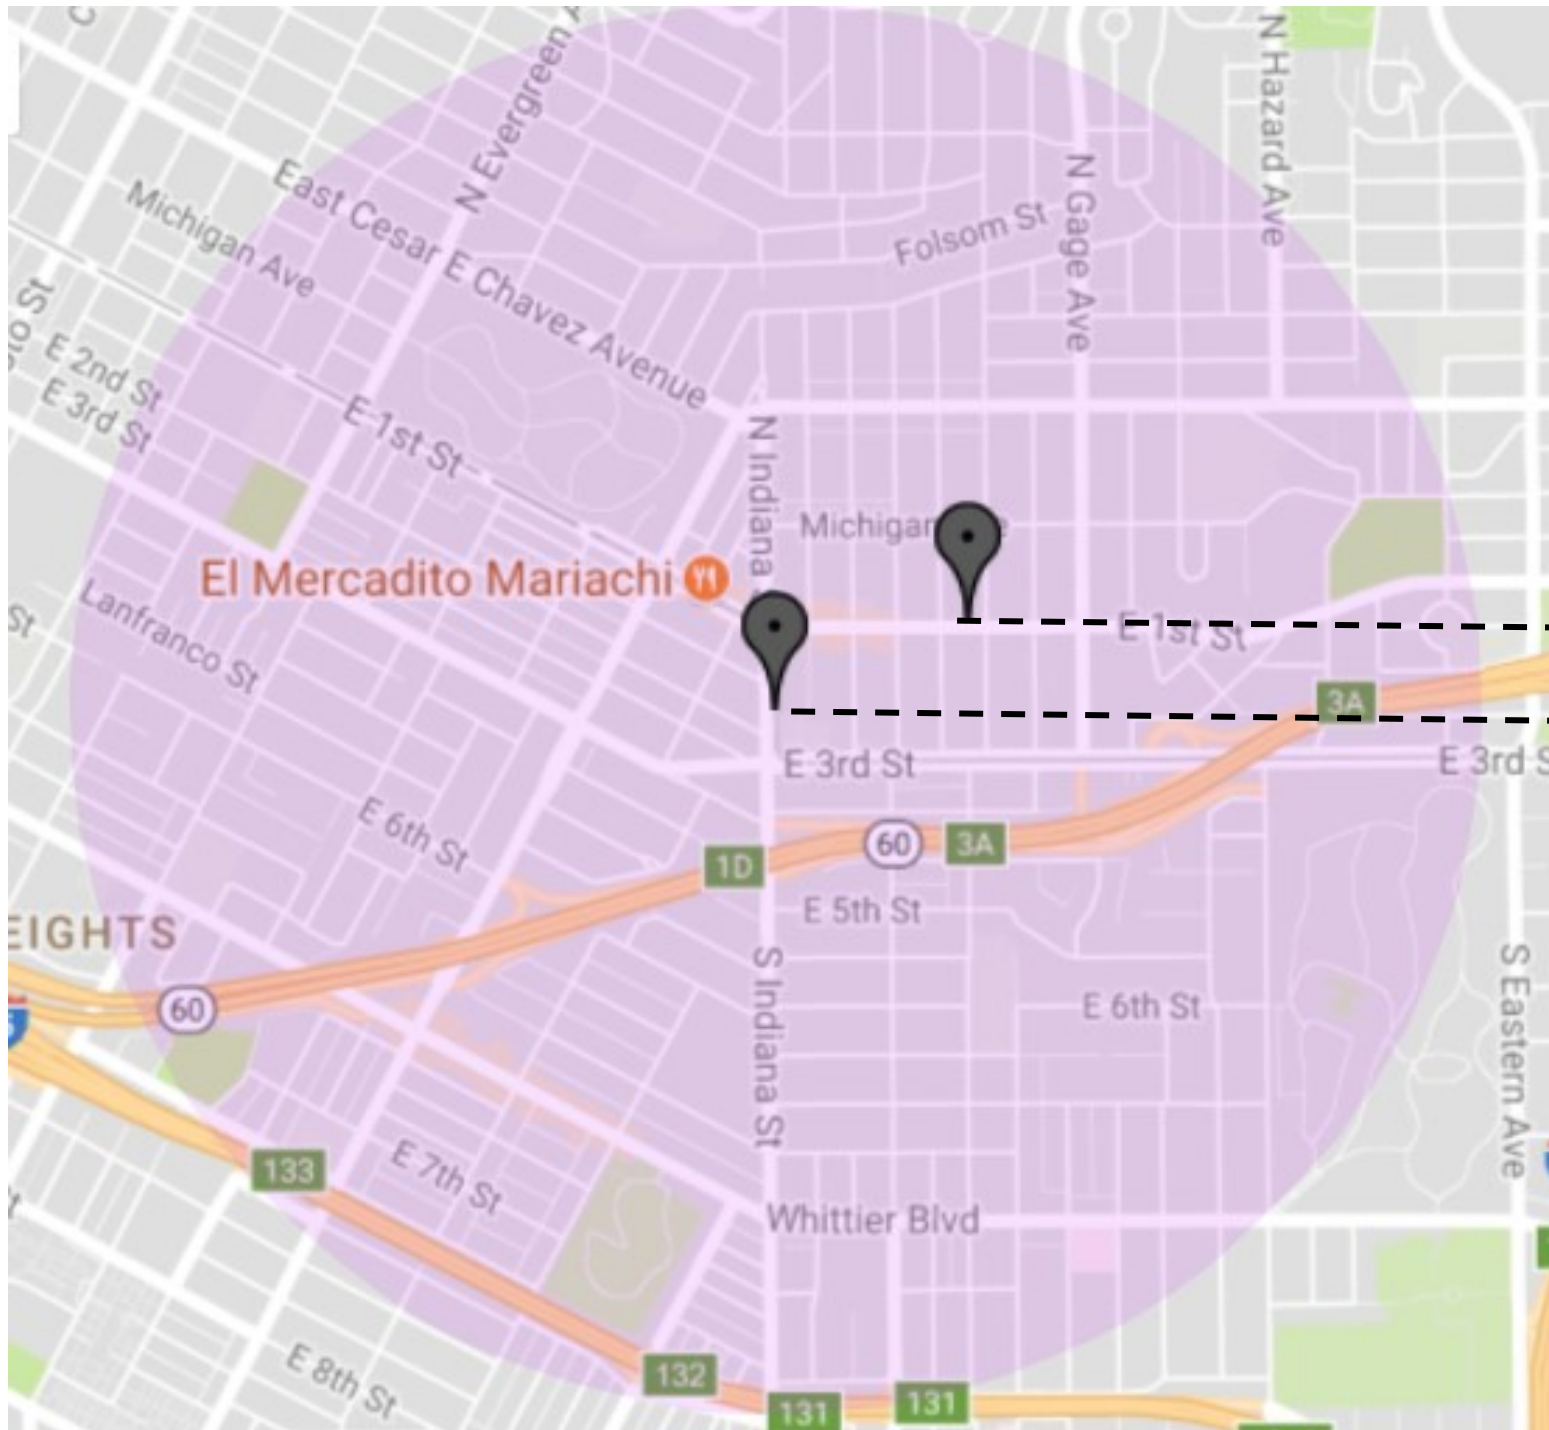 N Evergreen
N Hazard Ave
East Cesar E Chavez Avenue
Michigan Ave
N Gage Ave
Folsom St
St
E 2nd St
E 3rd St
E 1st St
N Indiana
El Mercadito Mariachi
Lanfranco St
St
E 1st St
3A
E 3rd St
E 3rd S
E 6th St
1D
60
3A
E 5th St
EIGHTS
60
S Indiana St
E 6th St
S Eastern Ave
133
E 7th St
Whittier Blvd
E 8th St
132
131
131